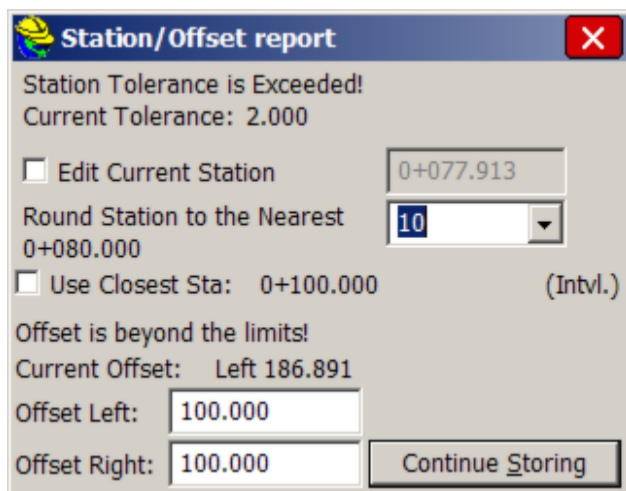 Station/Offset report
Station Tolerance is Exceeded!
Current Tolerance: 2.000
Edit Current Station 0+077.913
Round Station to the Nearest 10
0+080.000
Use Closest Sta: 0+100.000 (Intvl.)
Offset is beyond the limits!
Current Offset: Left 186.891
Offset Left: 100.000
Offset Right: 100.000 Continue Storing